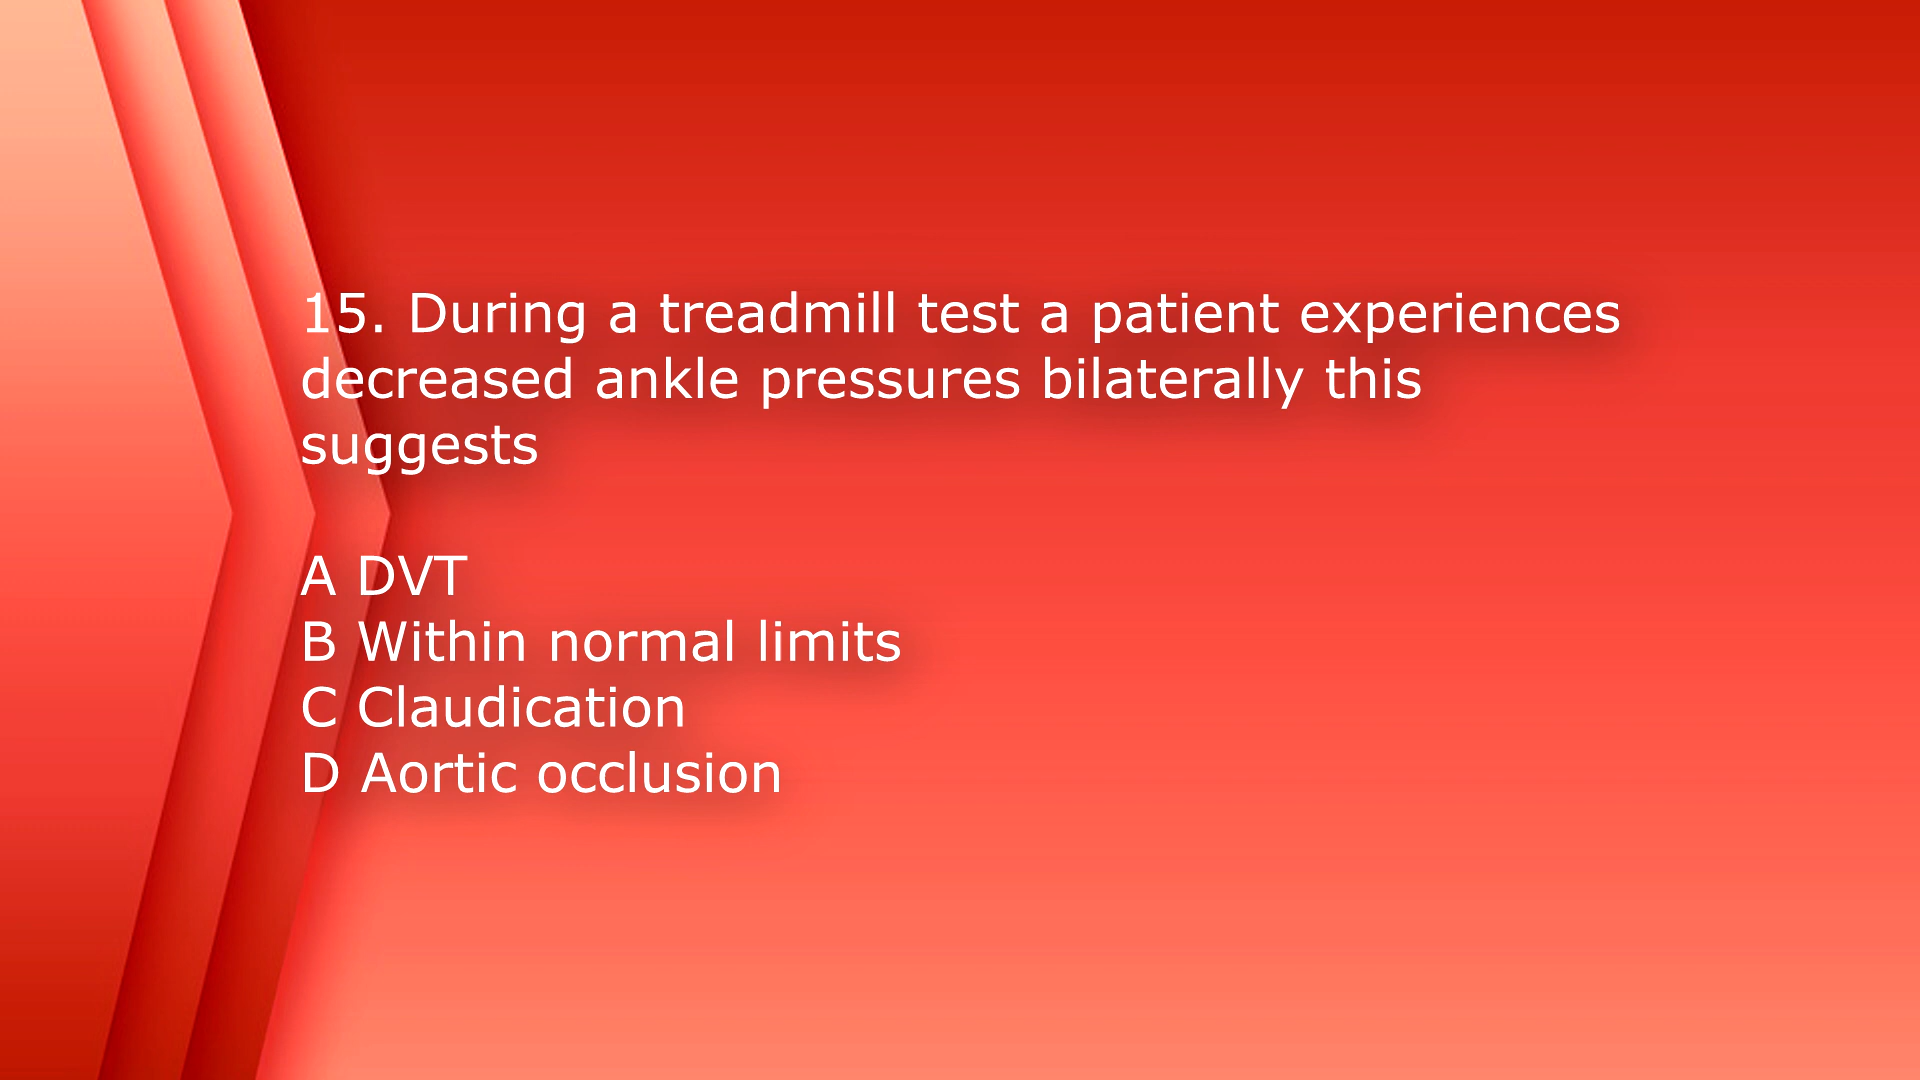 15. During a treadmill test a patient experiences
decreased ankle pressures bilaterally this
suggests
A DVT
B Within normal limits
C Claudication
D Aortic occlusion